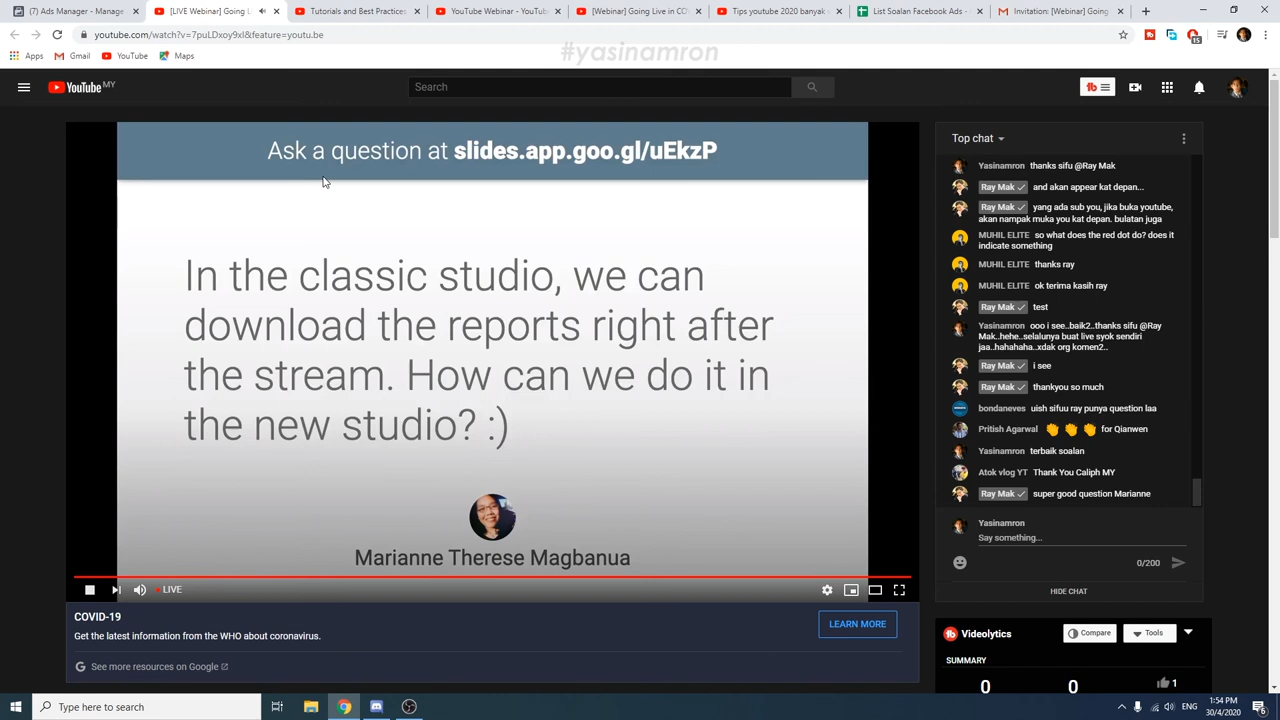 (7) Ads Manager - Manage
[LIVE Webinar] Going L
Tutorials and Best Practices
YouTube Webinar - YouTub
[Webinar] Going Live in CC
Tips youtube 2020 banyak
List Soalan Facebook Ads -
Invitation: [Webinar] Going
youtube.com/watch?v=7puLDxoy9xI&feature=youtu.be
15
Apps
Gmail
YouTube
Maps
#yasinamron
YouTube MY
Search
Ask a question at slides.app.goo.gl/uEkzP
In the classic studio, we can
download the reports right after
the stream. How can we do it in
the new studio? :)
Marianne Therese Magbanua
LIVE
COVID-19
Get the latest information from the WHO about coronavirus.
LEARN MORE
See more resources on Google
Top chat
Yasinamron thanks sifu @Ray Mak
Ray Mak and akan appear kat depan...
Ray Mak yang ada sub you, jika buka youtube,
akan nampak muka you kat depan. bulatan juga
MUHIL ELITE so what does the red dot do? does it
indicate something
MUHIL ELITE thanks ray
MUHIL ELITE ok terima kasih ray
Ray Mak test
Yasinamron ooo i see..baik2..thanks sifu @Ray
Mak..hehe..selalunya buat live syok sendiri
jaa..hahahaha..xdak org komen2..
Ray Mak i see
Ray Mak thankyou so much
bondaneves uish sifuu ray punya question laa
Pritish Agarwal 👏 👏 👏 for Qianwen
Yasinamron terbaik soalan
Atok vlog YT Thank You Caliph MY
Ray Mak super good question Marianne
Yasinamron
Say something...
0/200
HIDE CHAT
Videolytics
Compare
Tools
SUMMARY
0
0
1
Type here to search
ENG
1:54 PM
30/4/2020
6